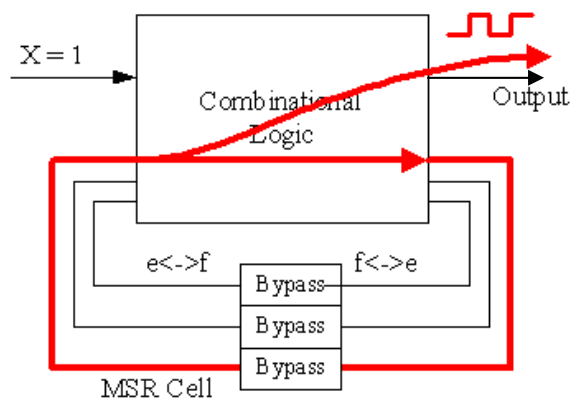 X = 1
Combinational
Logic
Output
e<->f
f<->e
Bypass
Bypass
Bypass
MSR Cell